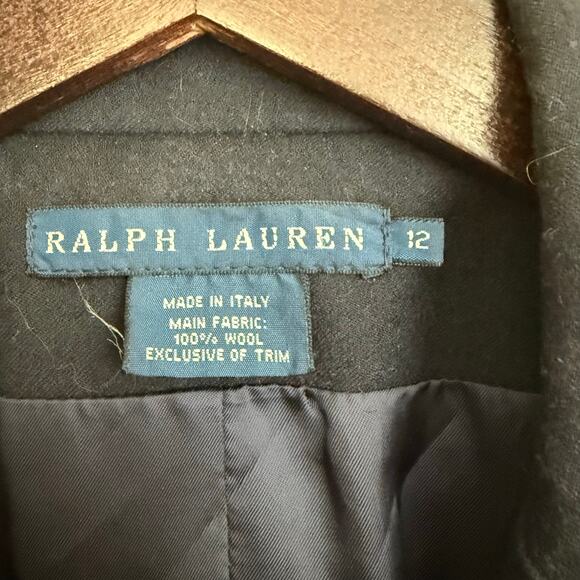 RALPH LAUREN 12
MADE IN ITALY
MAIN FABRIC:
100% WOOL
EXCLUSIVE OF TRIM